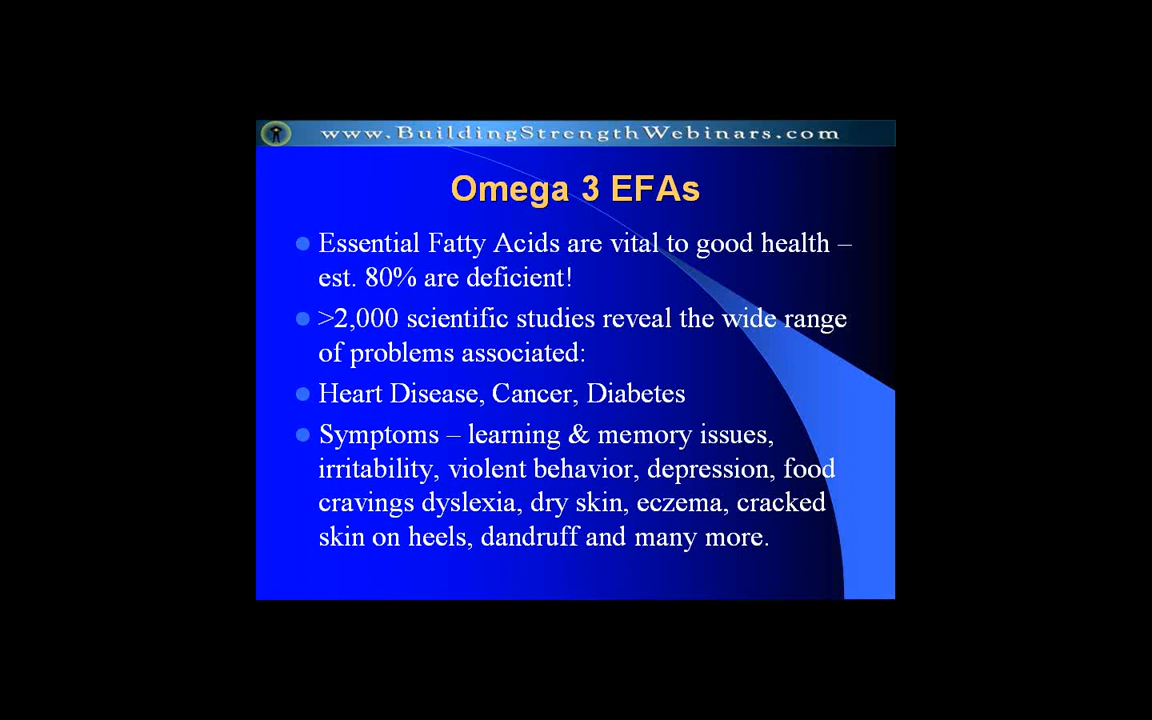 www.BuildingStrengthWebinars.com
Omega 3 EFAs
Essential Fatty Acids are vital to good health –
est. 80% are deficient!
>2,000 scientific studies reveal the wide range
of problems associated:
Heart Disease, Cancer, Diabetes
Symptoms – learning & memory issues,
irritability, violent behavior, depression, food
cravings dyslexia, dry skin, eczema, cracked
skin on heels, dandruff and many more.